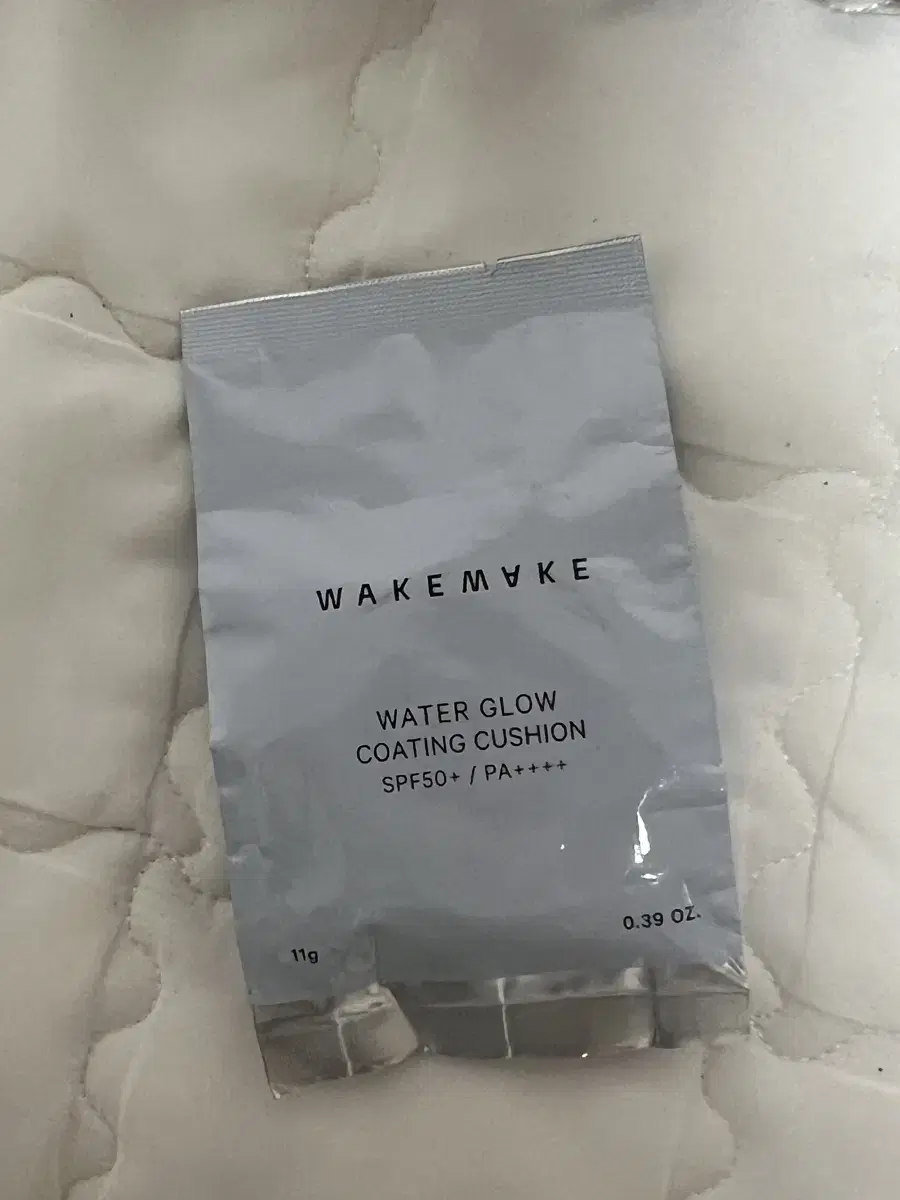 WAKEMAKE
WATER GLOW
COATING CUSHION
SPF50+ / PA++++
11g
0.39 OZ.